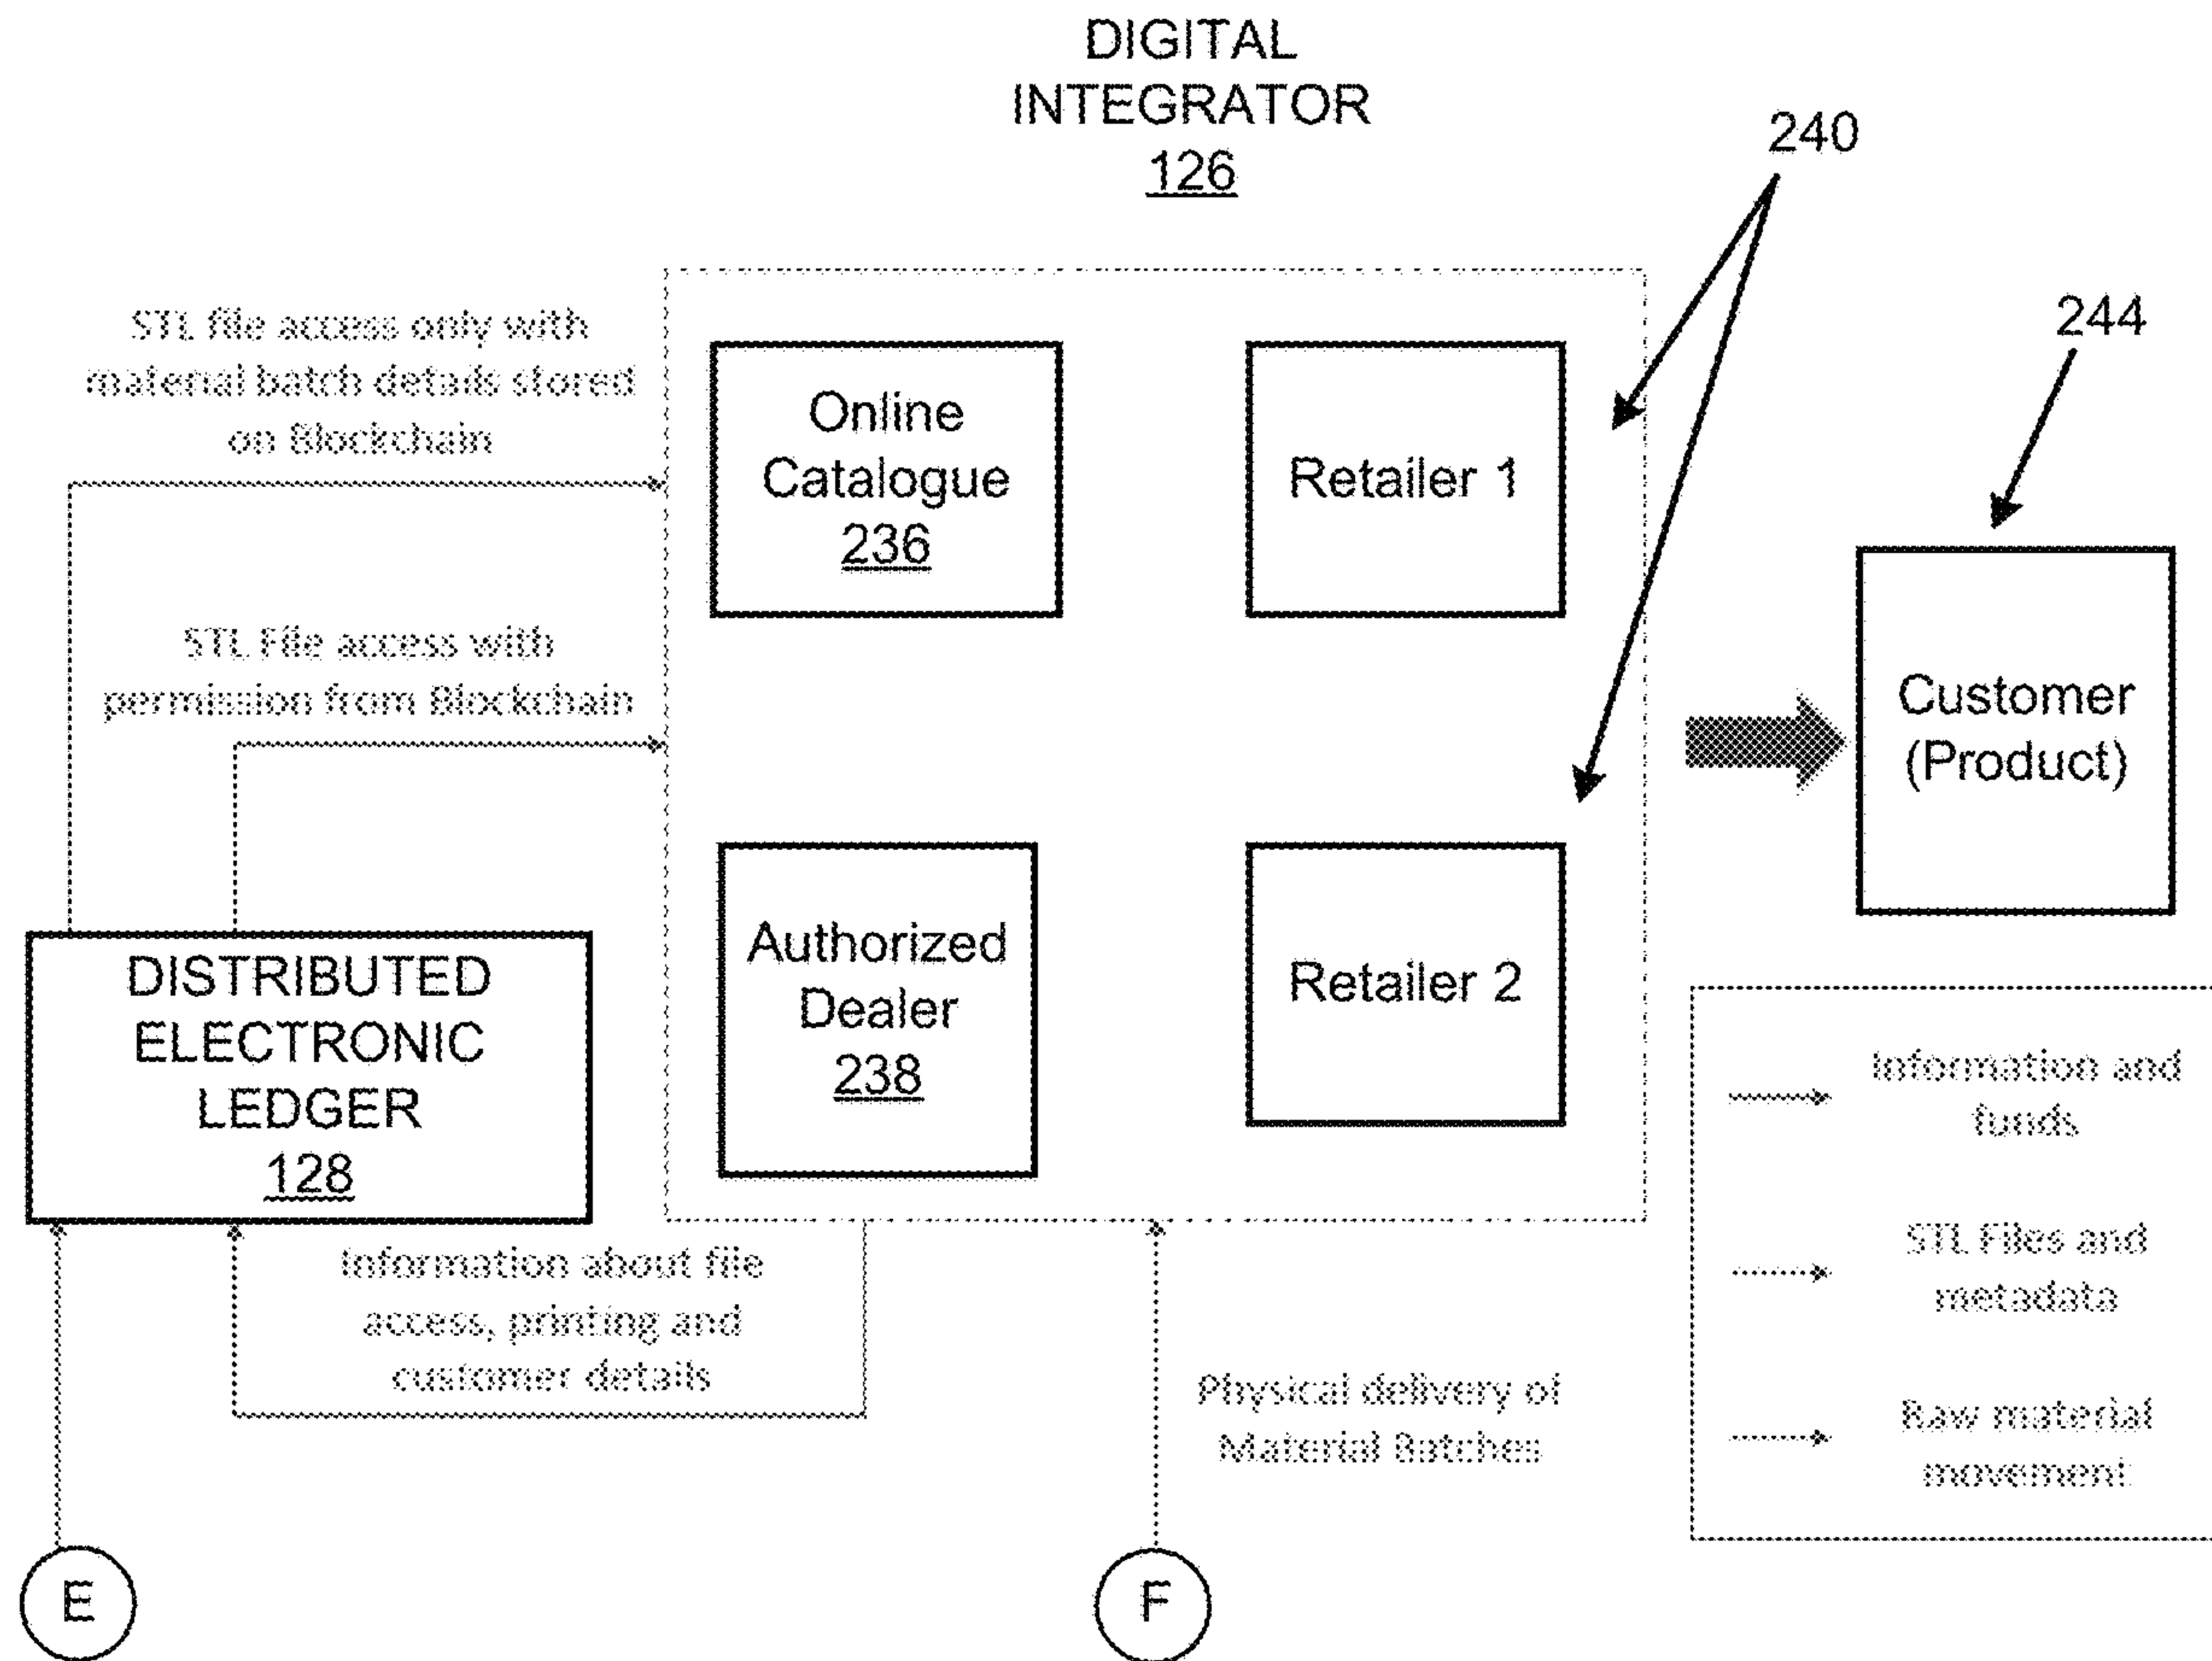 DIGITAL
INTEGRATOR
126
240
244
STL file access only with
material batch details stored
on Blockchain
Online
Catalogue
236
Retailer 1
STL File access with
permission from Blockchain
Customer
(Product)
Authorized
Dealer
238
Retailer 2
DISTRIBUTED
ELECTRONIC
LEDGER
128
Information and
funds
STL Files and
metadata
Raw material
movement
Information about file
access, printing and
customer details
Physical delivery of
Material Batches
E
F